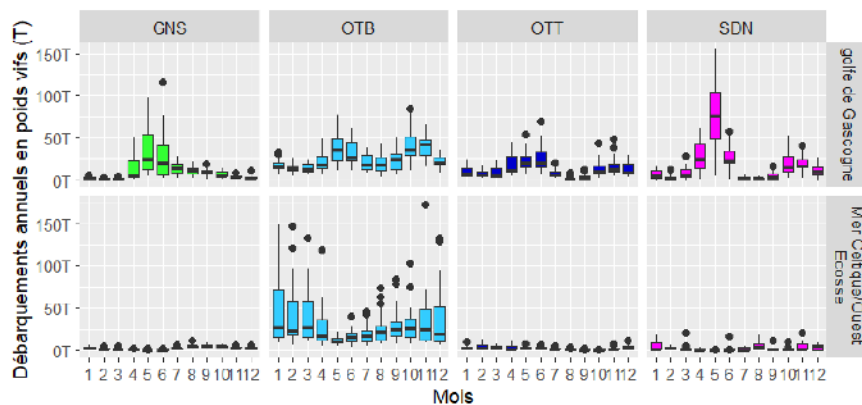 GNS OTB OTT SDN
Débarquements annuels en poids vifs (T)
150T
100T
50T
0T
golfe de Gascogne
150T
100T
50T
0T
Mer Celtique Ouest
Ecosse
1 2 3 4 5 6 7 8 9 10 11 12 1 2 3 4 5 6 7 8 9 10 11 12 1 2 3 4 5 6 7 8 9 10 11 12 1 2 3 4 5 6 7 8 9 10 11 12
Mois